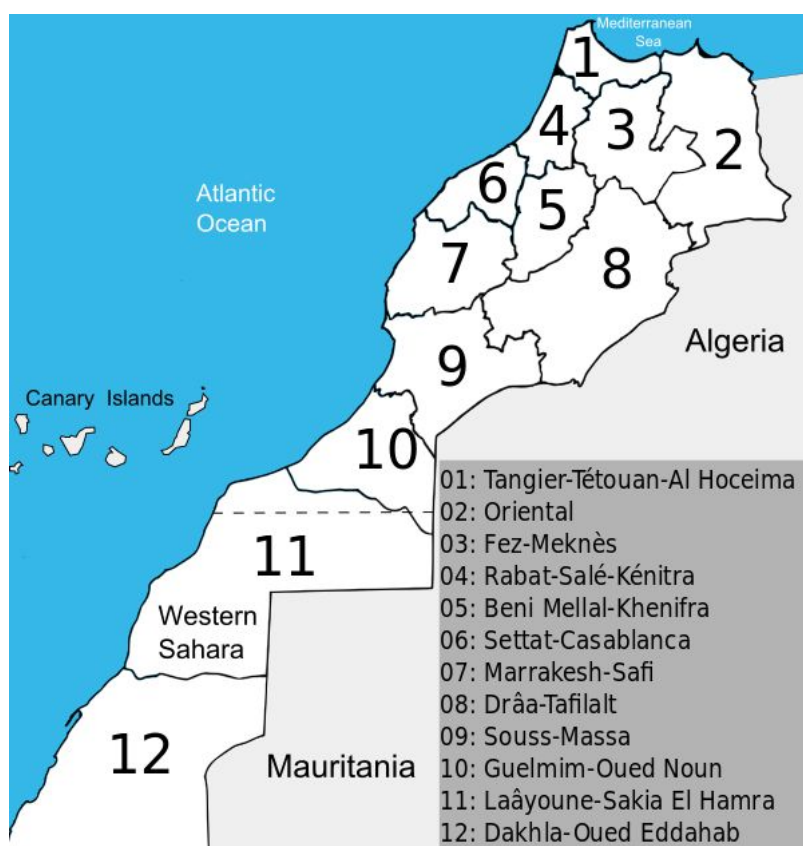 Mediterranean
Sea
1
2
3
4
5
6
7
8
9
10
11
12
Atlantic
Ocean
Algeria
Canary Islands
Western
Sahara
Mauritania
01: Tangier-Tétouan-Al Hoceima
02: Oriental
03: Fez-Meknès
04: Rabat-Salé-Kénitra
05: Beni Mellal-Khenifra
06: Settat-Casablanca
07: Marrakesh-Safi
08: Drâa-Tafilalt
09: Souss-Massa
10: Guelmim-Oued Noun
11: Laâyoune-Sakia El Hamra
12: Dakhla-Oued Eddahab